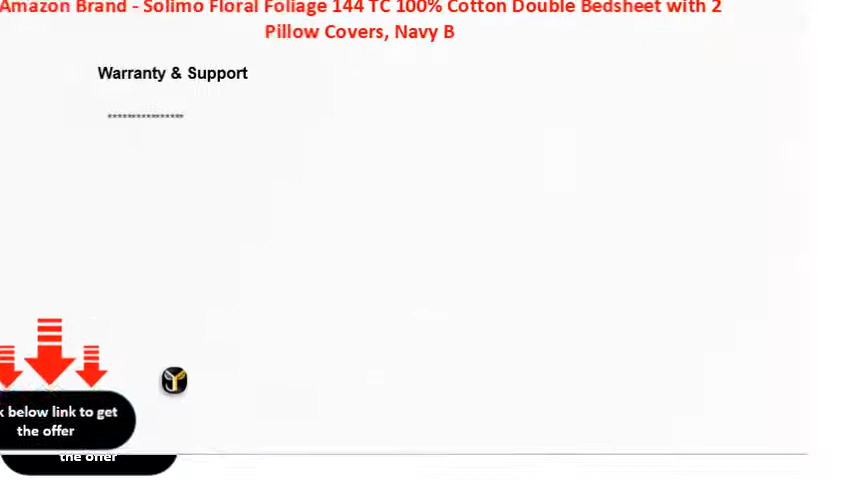 Amazon Brand - Solimo Floral Foliage 144 TC 100% Cotton Double Bedsheet with 2
Pillow Covers, Navy B
Warranty & Support
****************
below link to get
the offer
the offer